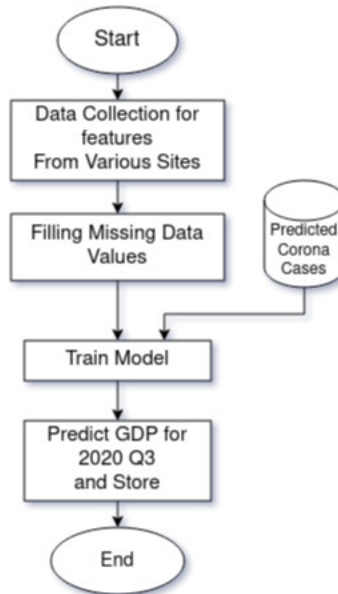 Start
Data Collection for
features
From Various Sites
Filling Missing Data
Values
Predicted
Corona
Cases
Train Model
Predict GDP for
2020 Q3
and Store
End